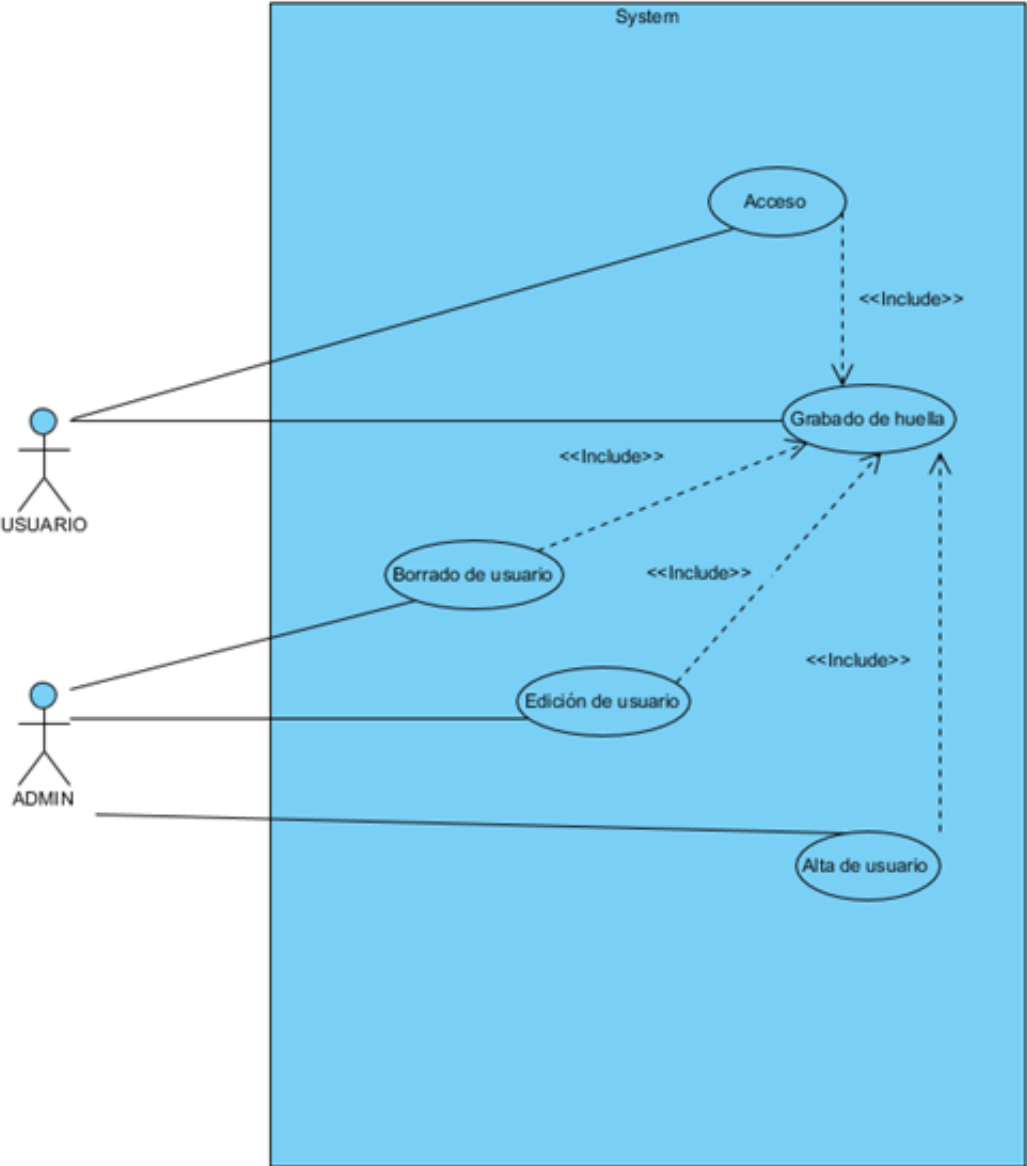 System
Acceso
<<Include>>
Grabado de huella
<<Include>>
USUARIO
Borrado de usuario
<<Include>>
<<Include>>
Edición de usuario
ADMIN
Alta de usuario